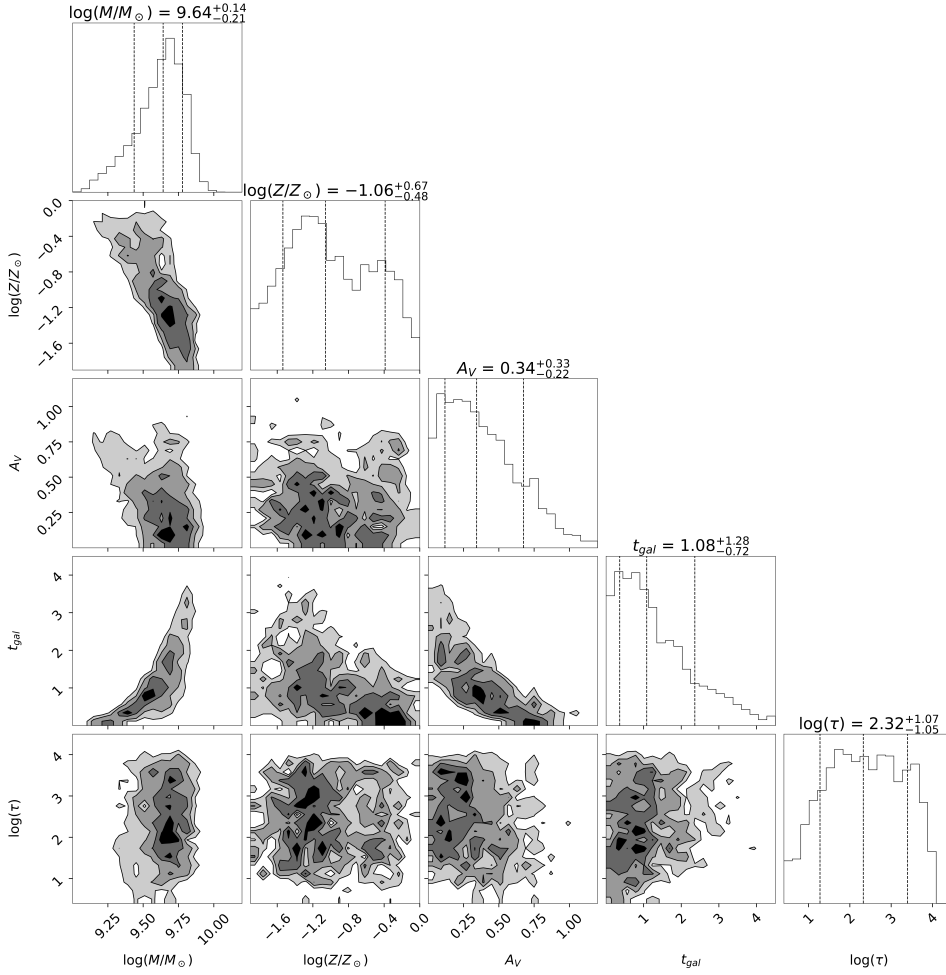 log(M/M☉) = 9.64+0.14−0.21
log(Z/Z☉) = −1.06+0.67−0.48
0.0
−0.4
−0.8
−1.2
−1.6
log(Z/Z☉)
A_V = 0.34+0.33−0.22
1.00
0.75
0.50
0.25
A_V
t_gal = 1.08+1.28−0.72
4
3
2
1
t_gal
log(τ) = 2.32+1.07−1.05
4
3
2
1
log(τ)
9.25 9.50 9.75 10.00 −1.6 −1.2 −0.8 −0.4 0.0 0.25 0.50 0.75 1.00 1 2 3 4 1 2 3 4
log(M/M☉) log(Z/Z☉) A_V t_gal log(τ)